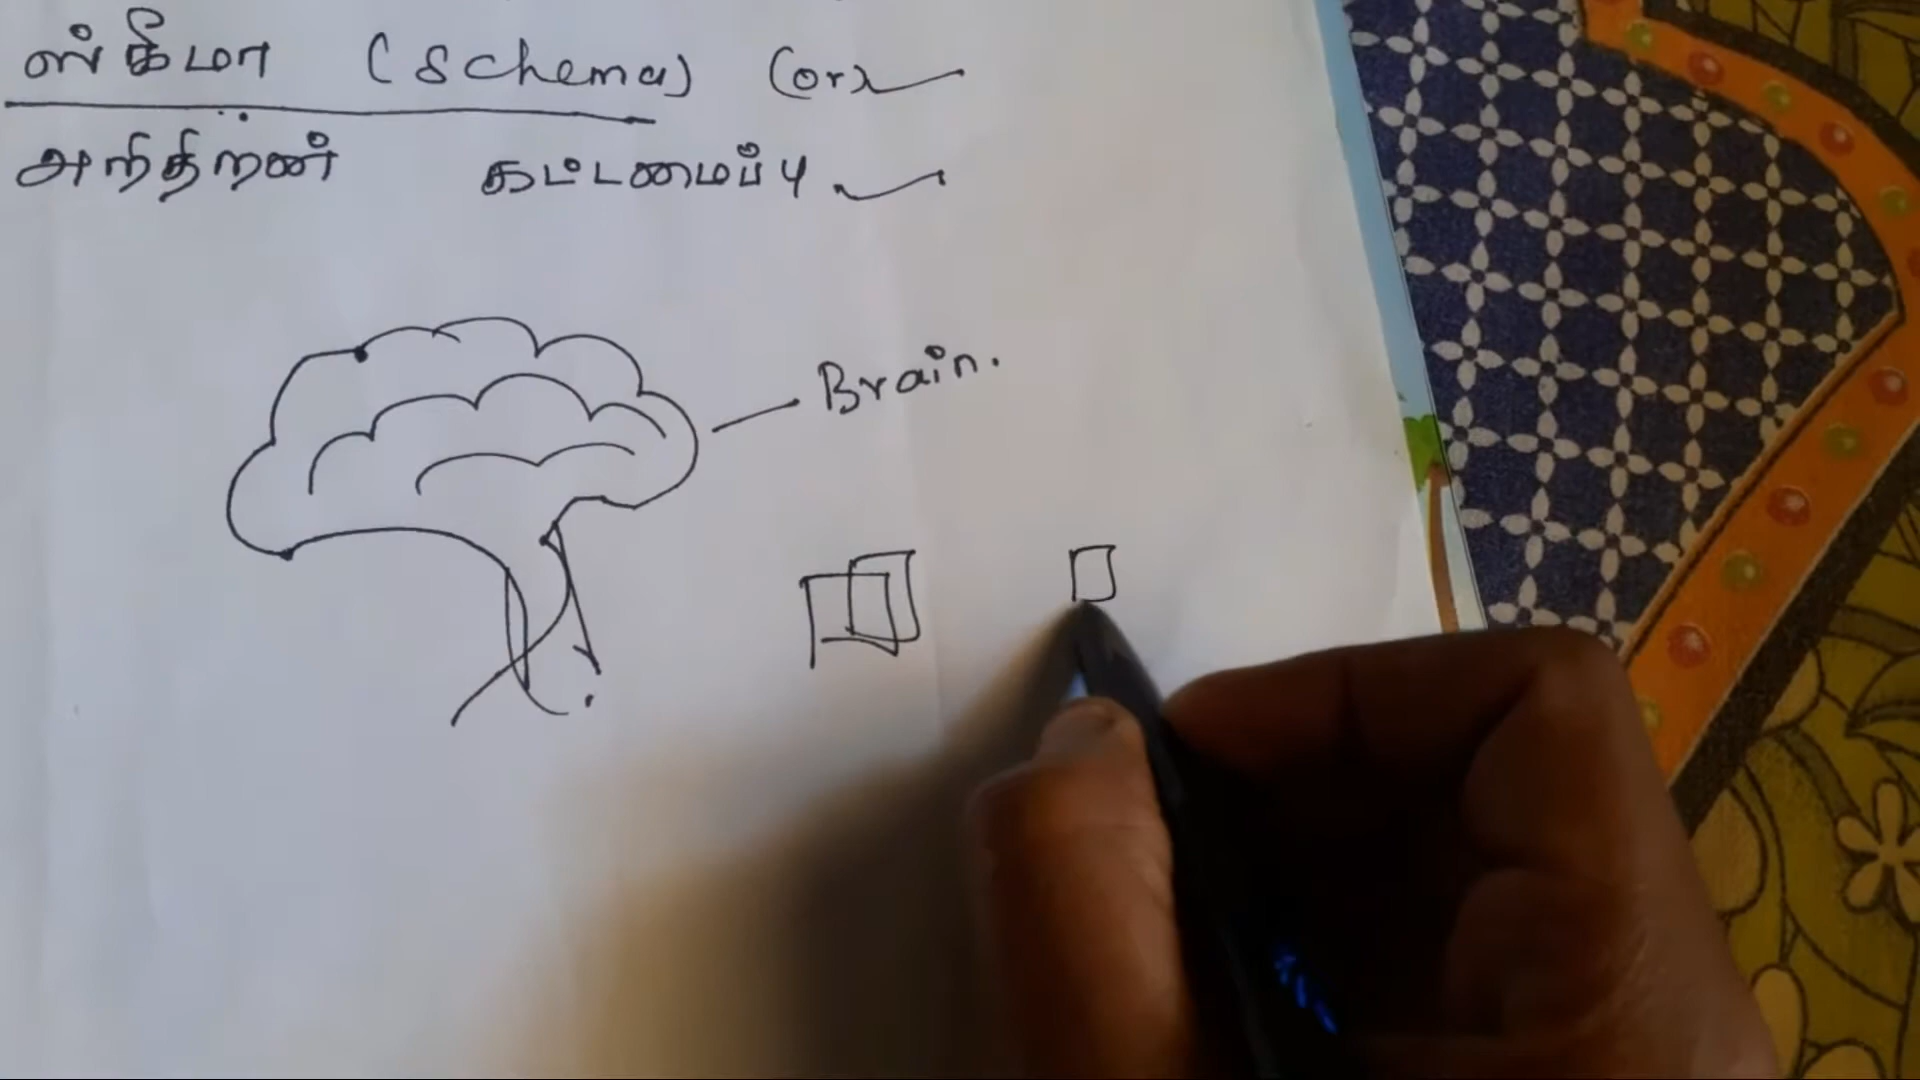 ஸ்கீமா (Schema) (or)
அறிதிறன் கட்டமைப்பு
Brain.